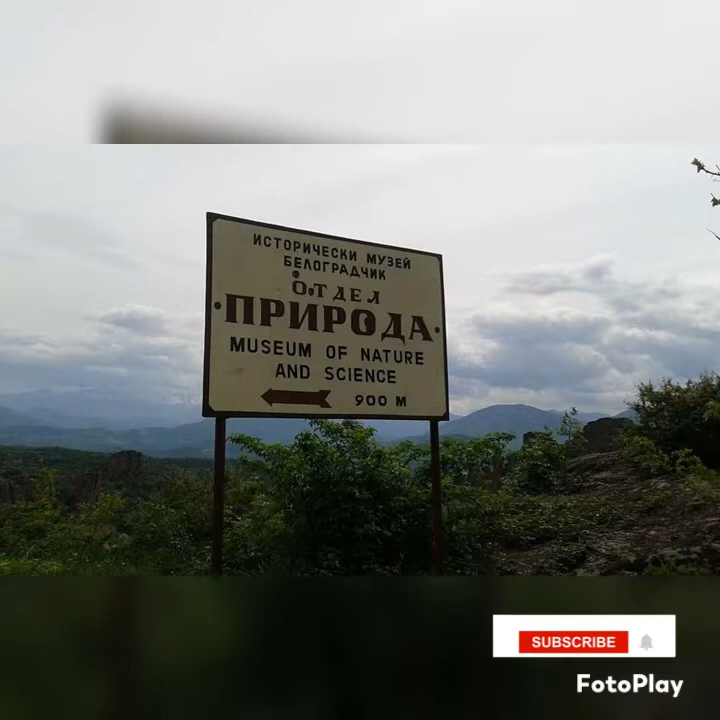 ИСТОРИЧЕСКИ МУЗЕЙ
БЕЛОГРАДЧИК
ОТДЕЛ
ПРИРОДА
MUSEUM OF NATURE
AND SCIENCE
900 M
SUBSCRIBE
FotoPlay